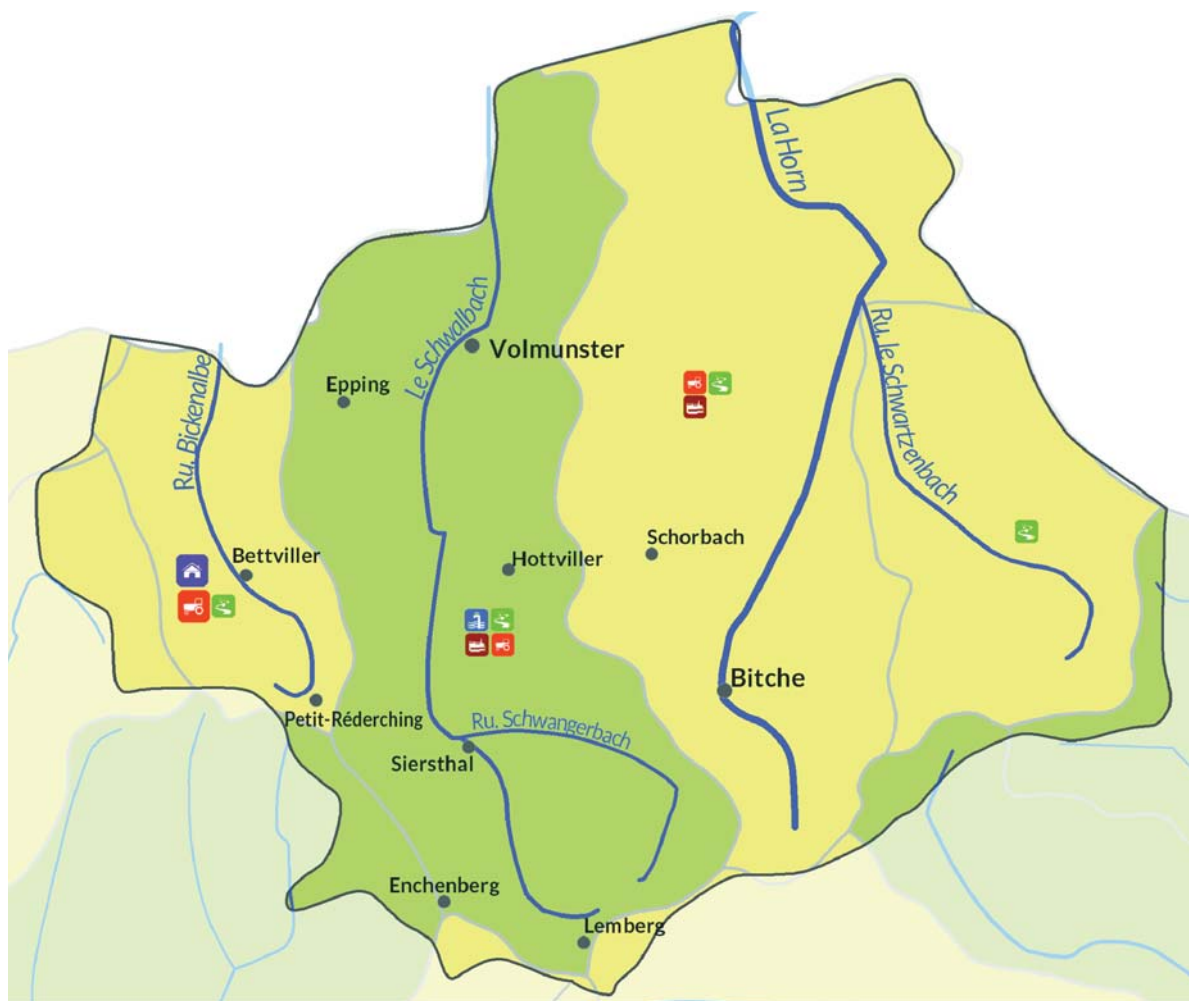 La Horn
Le Schwalbach
Volmunster
Ru. Bickenalbe
Epping
Ru. le Schwartzenbach
Bettviller
Hottviller
Schorbach
Bitche
Petit-Réderching
Ru. Schwangerbach
Siersthal
Enchenberg
Lemberg